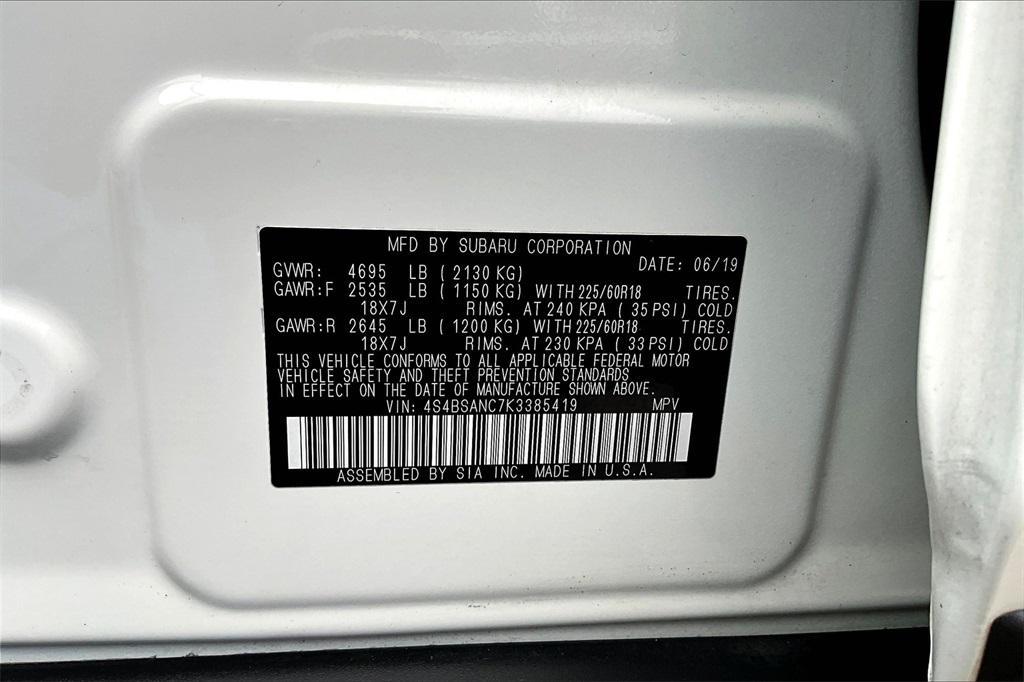 MFD BY SUBARU CORPORATION
DATE: 06/19
GVWR: 4695 LB ( 2130 KG)
GAWR:F 2535 LB ( 1150 KG) WITH 225/60R18 TIRES.
18X7J RIMS. AT 240 KPA ( 35 PSI) COLD
GAWR:R 2645 LB ( 1200 KG) WITH 225/60R18 TIRES.
18X7J RIMS. AT 230 KPA ( 33 PSI) COLD
THIS VEHICLE CONFORMS TO ALL APPLICABLE FEDERAL MOTOR
VEHICLE SAFETY AND THEFT PREVENTION STANDARDS
IN EFFECT ON THE DATE OF MANUFACTURE SHOWN ABOVE.
VIN: 4S4BSANC7K3385419 MPV
ASSEMBLED BY SIA INC. MADE IN U.S.A.